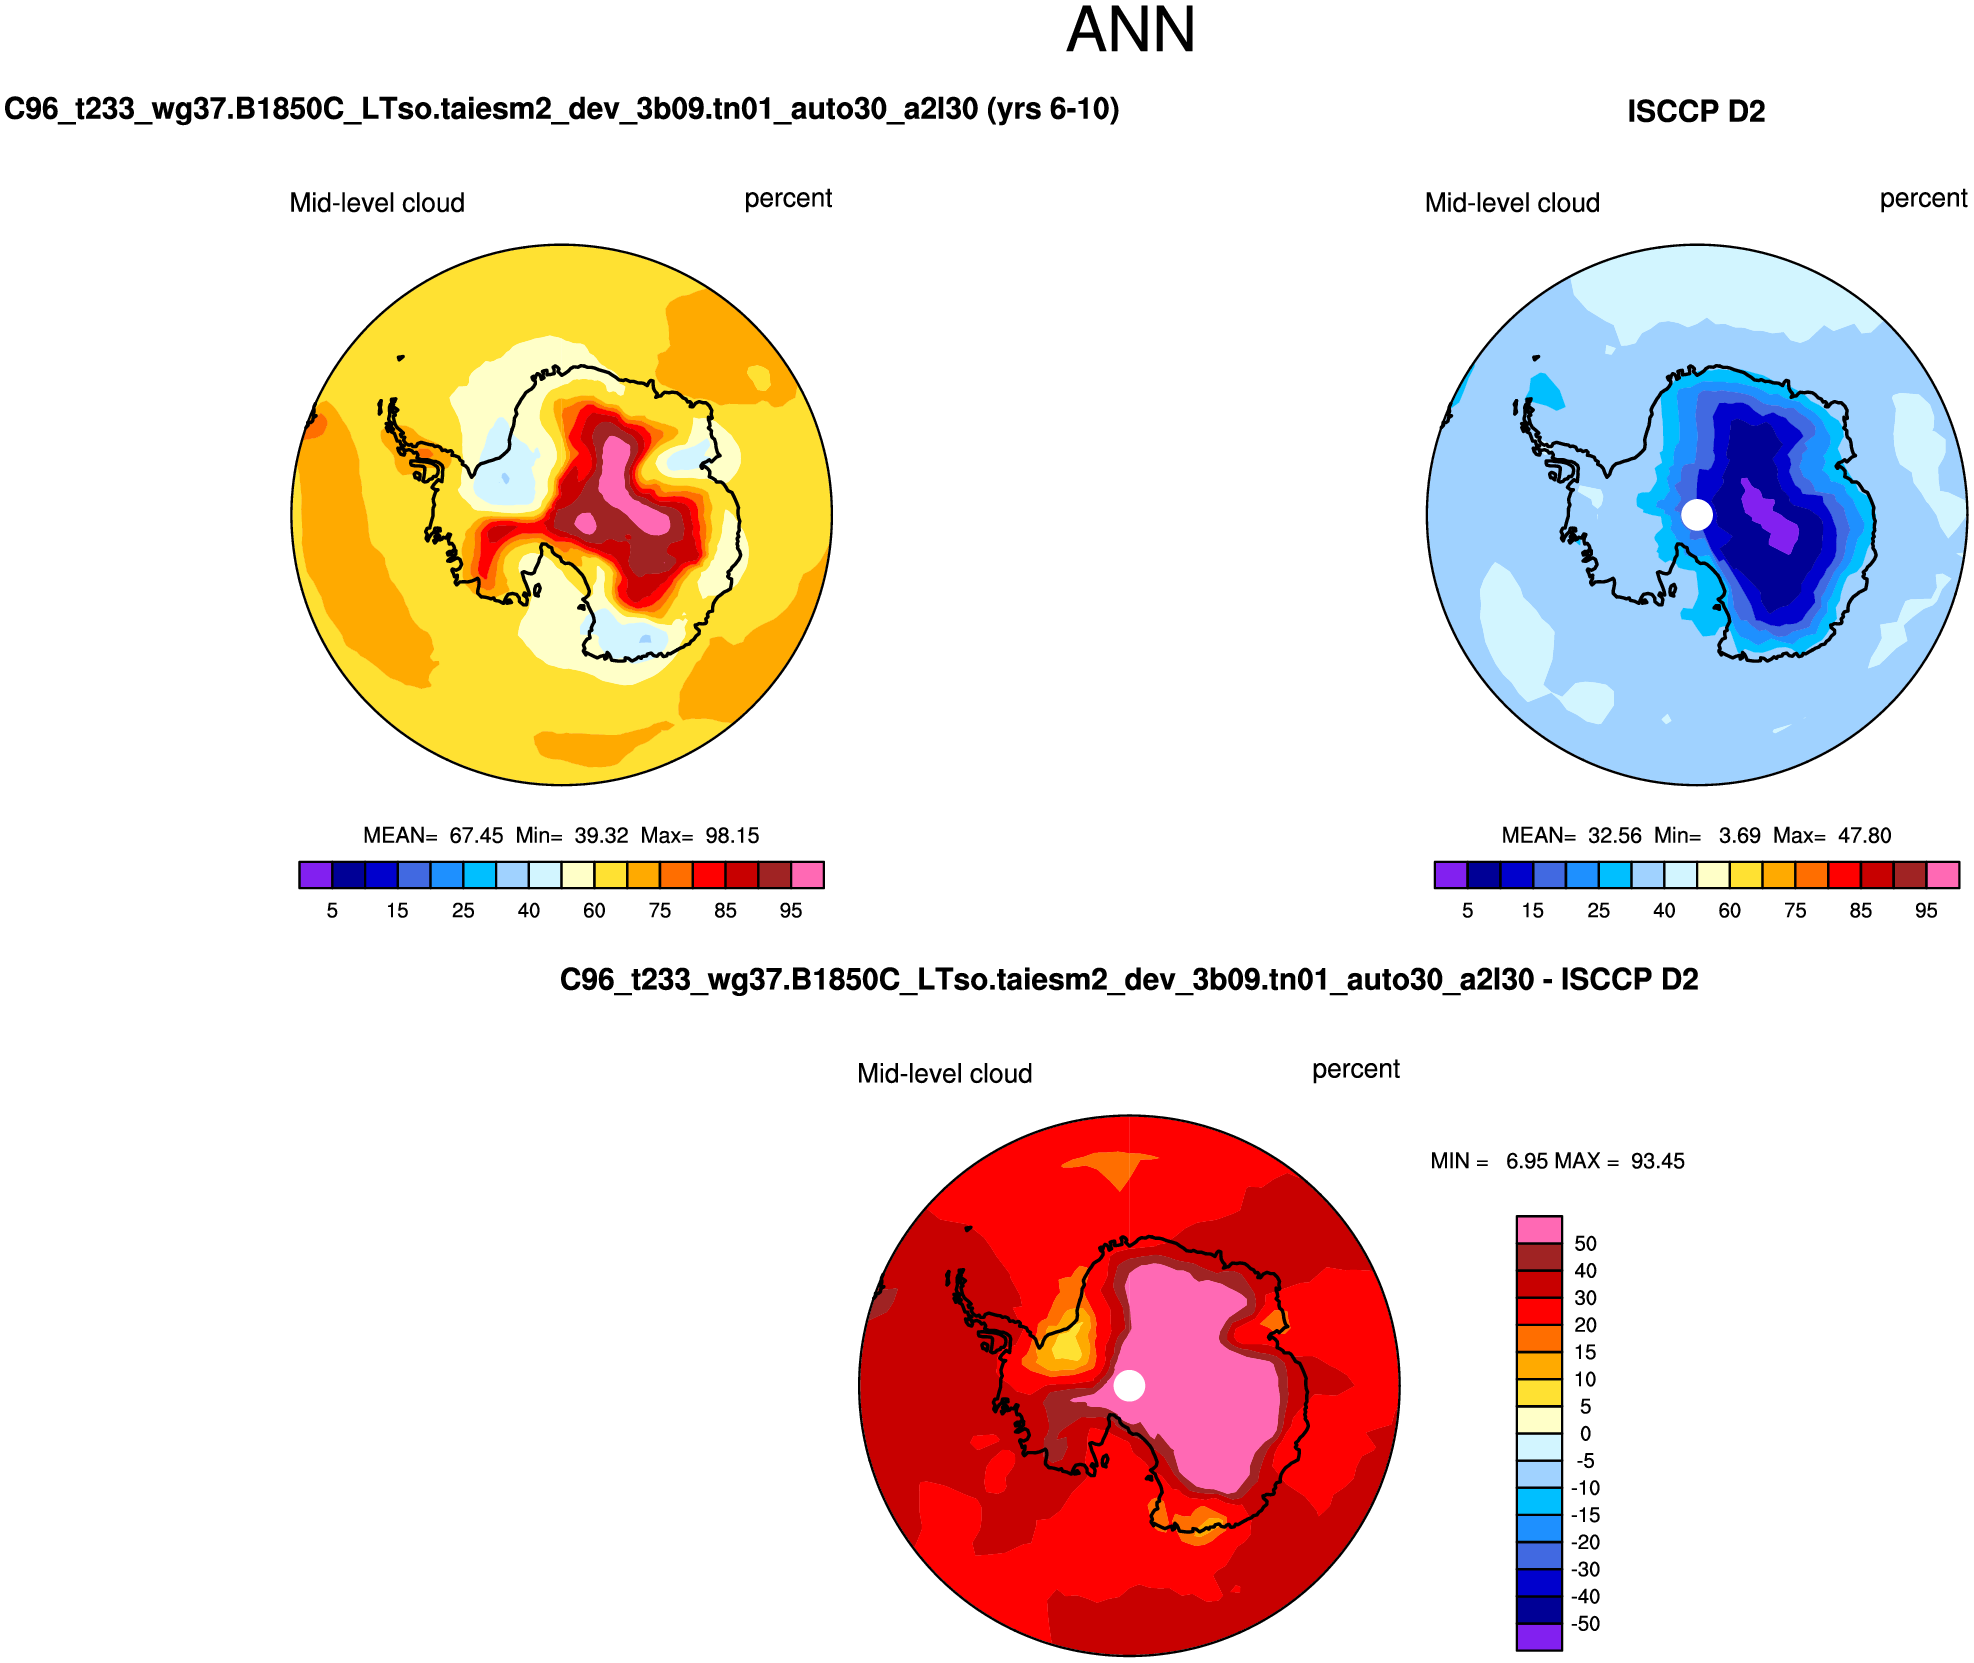 ANN
C96_t233_wg37.B1850C_LTso.taiesm2_dev_3b09.tn01_auto30_a2l30 (yrs 6-10)
ISCCP D2
Mid-level cloud percent
Mid-level cloud percent
MEAN= 67.45 Min= 39.32 Max= 98.15
5 15 25 40 60 75 85 95
MEAN= 32.56 Min= 3.69 Max= 47.80
5 15 25 40 60 75 85 95
C96_t233_wg37.B1850C_LTso.taiesm2_dev_3b09.tn01_auto30_a2l30 - ISCCP D2
Mid-level cloud percent
MIN = 6.95 MAX = 93.45
50
40
30
20
15
10
5
0
-5
-10
-15
-20
-30
-40
-50